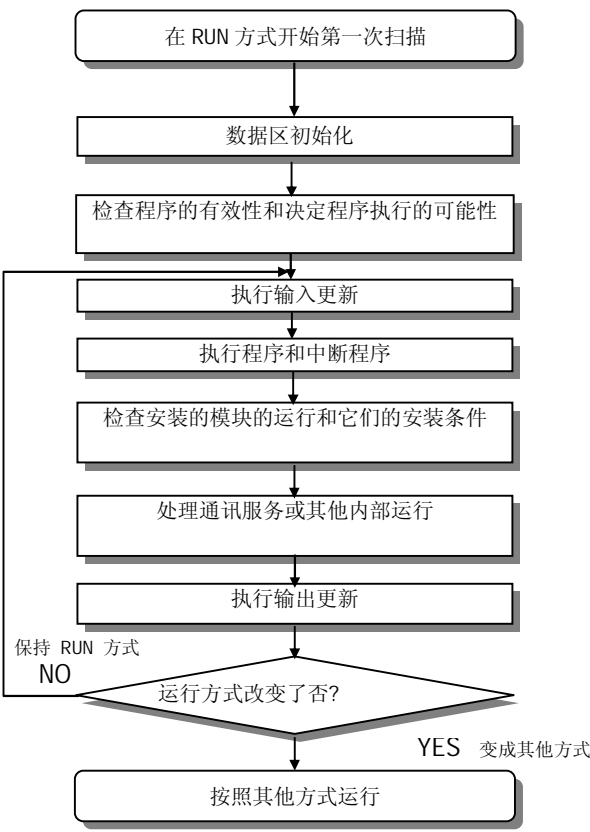 在 RUN 方式开始第一次扫描
数据区初始化
检查程序的有效性和决定程序执行的可能性
执行输入更新
执行程序和中断程序
检查安装的模块的运行和它们的安装条件
处理通讯服务或其他内部运行
执行输出更新
保持 RUN 方式
NO
运行方式改变了否?
YES 变成其他方式
按照其他方式运行